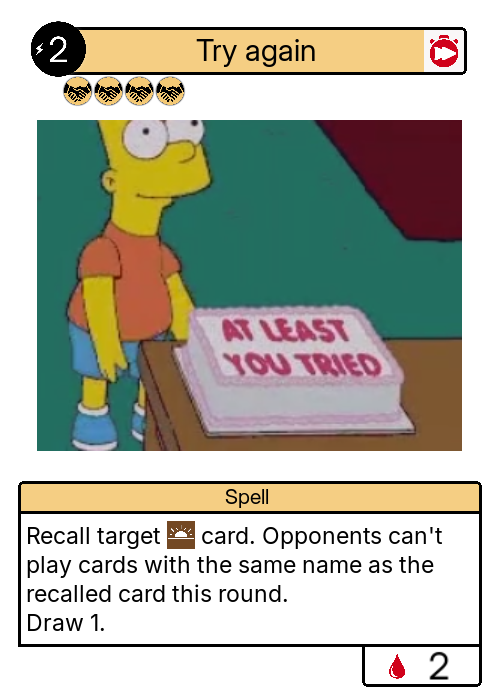 2
Try again
AT LEAST
YOU TRIED
Spell
Recall target card. Opponents can't
play cards with the same name as the
recalled card this round.
Draw 1.
2